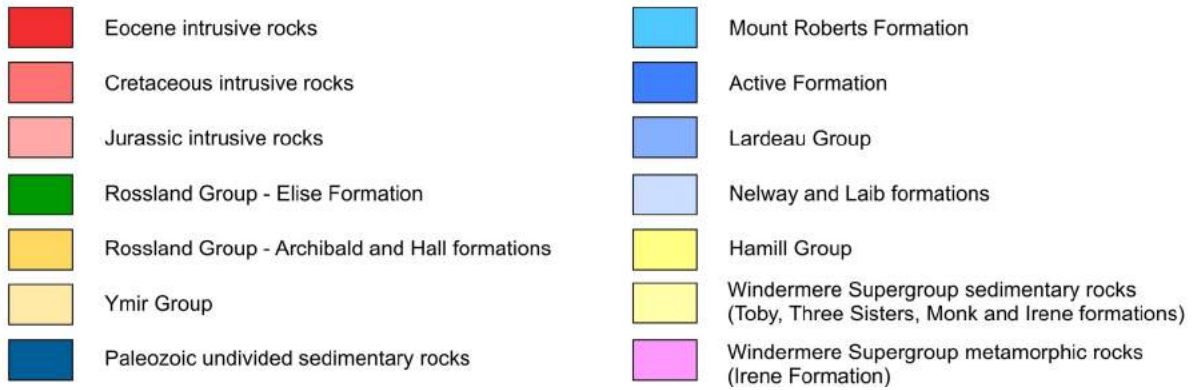 Eocene intrusive rocks
Cretaceous intrusive rocks
Jurassic intrusive rocks
Rossland Group - Elise Formation
Rossland Group - Archibald and Hall formations
Ymir Group
Paleozoic undivided sedimentary rocks
Mount Roberts Formation
Active Formation
Lardeau Group
Nelway and Laib formations
Hamill Group
Windermere Supergroup sedimentary rocks
(Toby, Three Sisters, Monk and Irene formations)
Windermere Supergroup metamorphic rocks
(Irene Formation)